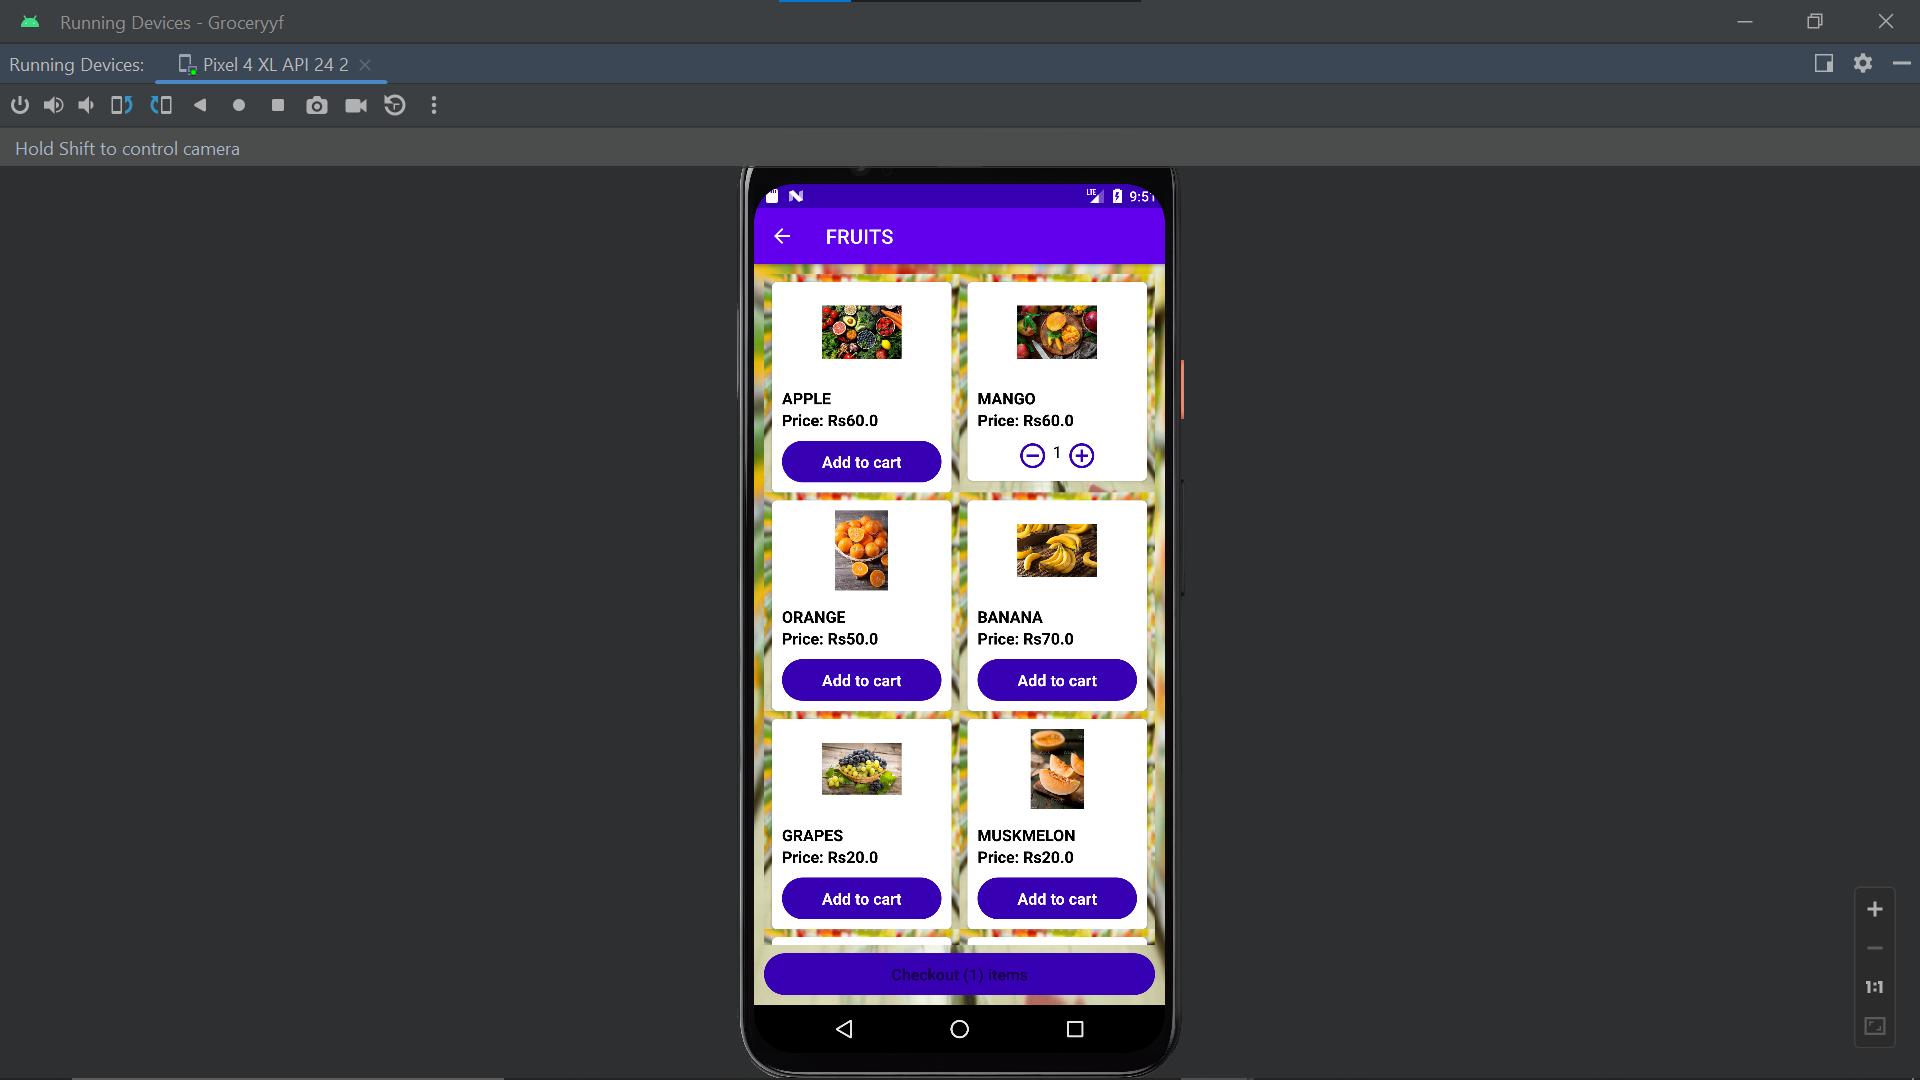 Running Devices - Groceryyf
Running Devices:
Pixel 4 XL API 24 2
Hold Shift to control camera
LTE
9:51
FRUITS
APPLE
Price: Rs60.0
Add to cart
MANGO
Price: Rs60.0
1
ORANGE
Price: Rs50.0
Add to cart
BANANA
Price: Rs70.0
Add to cart
GRAPES
Price: Rs20.0
Add to cart
MUSKMELON
Price: Rs20.0
Add to cart
Checkout (1) items
1:1